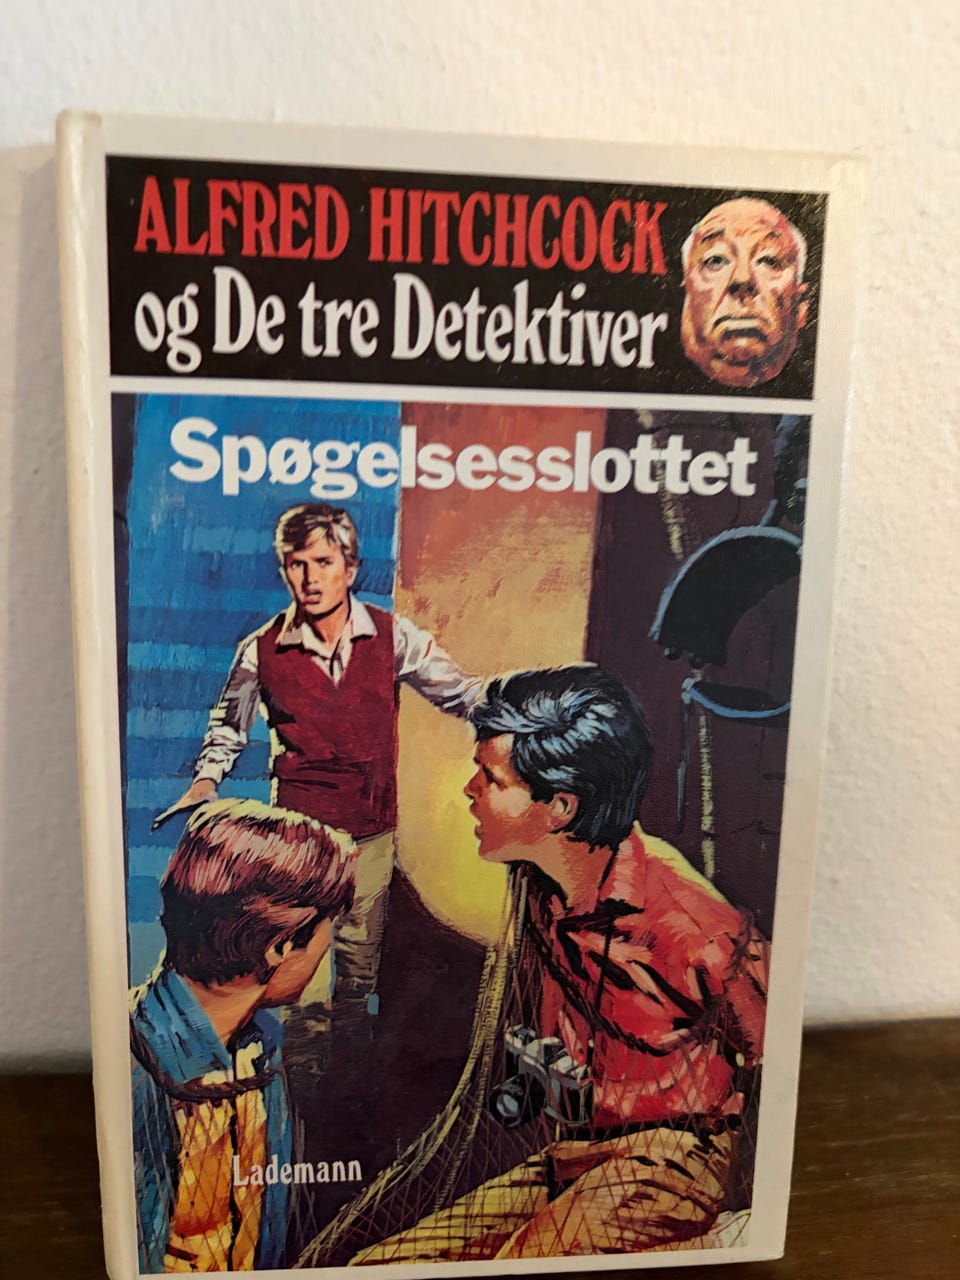 ALFRED HITCHCOCK
og De tre Detektiver
Spøgelsesslottet
Lademann